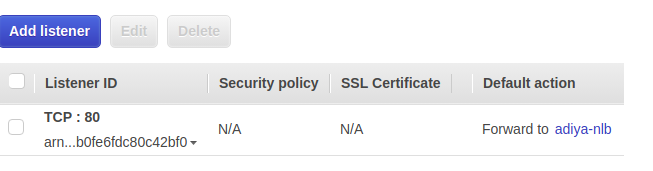 Add listener Edit Delete
Listener ID Security policy SSL Certificate Default action
TCP : 80
N/A N/A Forward to adiya-nlb
arn...b0fe6fdc80c42bf0